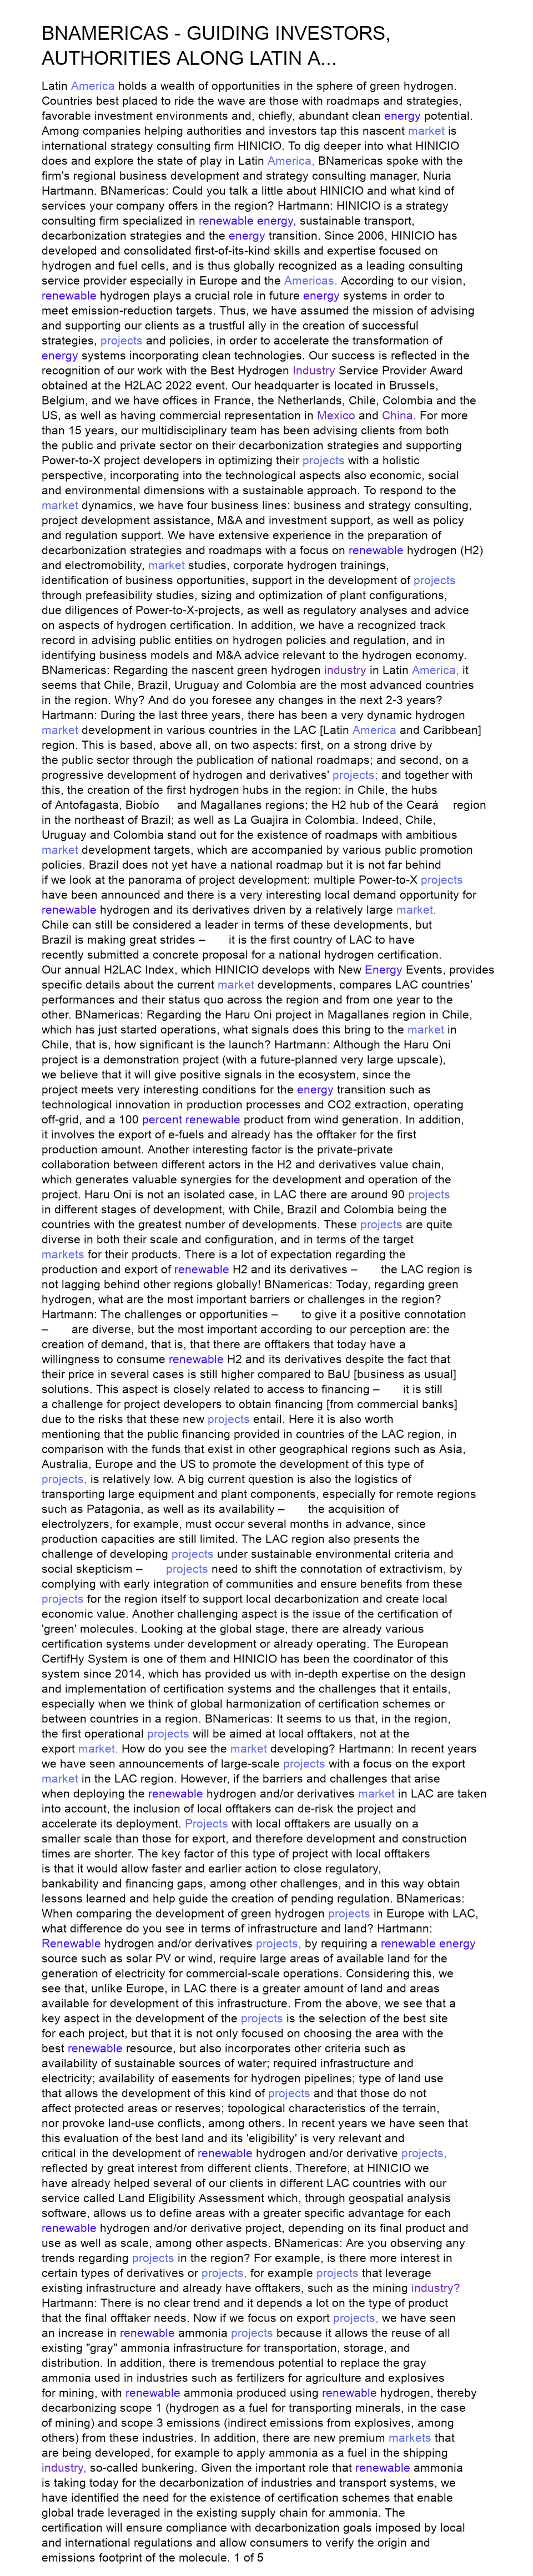 BNAMERICAS - GUIDING INVESTORS,
AUTHORITIES ALONG LATIN A...
Latin America holds a wealth of opportunities in the sphere of green hydrogen.
Countries best placed to ride the wave are those with roadmaps and strategies,
favorable investment environments and, chiefly, abundant clean energy potential.
Among companies helping authorities and investors tap this nascent market is
international strategy consulting firm HINICIO. To dig deeper into what HINICIO
does and explore the state of play in Latin America, BNamericas spoke with the
firm's regional business development and strategy consulting manager, Nuria
Hartmann. BNamericas: Could you talk a little about HINICIO and what kind of
services your company offers in the region? Hartmann: HINICIO is a strategy
consulting firm specialized in renewable energy, sustainable transport,
decarbonization strategies and the energy transition. Since 2006, HINICIO has
developed and consolidated first-of-its-kind skills and expertise focused on
hydrogen and fuel cells, and is thus globally recognized as a leading consulting
service provider especially in Europe and the Americas. According to our vision,
renewable hydrogen plays a crucial role in future energy systems in order to
meet emission-reduction targets. Thus, we have assumed the mission of advising
and supporting our clients as a trustful ally in the creation of successful
strategies, projects and policies, in order to accelerate the transformation of
energy systems incorporating clean technologies. Our success is reflected in the
recognition of our work with the Best Hydrogen Industry Service Provider Award
obtained at the H2LAC 2022 event. Our headquarter is located in Brussels,
Belgium, and we have offices in France, the Netherlands, Chile, Colombia and the
US, as well as having commercial representation in Mexico and China. For more
than 15 years, our multidisciplinary team has been advising clients from both
the public and private sector on their decarbonization strategies and supporting
Power-to-X project developers in optimizing their projects with a holistic
perspective, incorporating into the technological aspects also economic, social
and environmental dimensions with a sustainable approach. To respond to the
market dynamics, we have four business lines: business and strategy consulting,
project development assistance, M&A and investment support, as well as policy
and regulation support. We have extensive experience in the preparation of
decarbonization strategies and roadmaps with a focus on renewable hydrogen (H2)
and electromobility, market studies, corporate hydrogen trainings,
identification of business opportunities, support in the development of projects
through prefeasibility studies, sizing and optimization of plant configurations,
due diligences of Power-to-X-projects, as well as regulatory analyses and advice
on aspects of hydrogen certification. In addition, we have a recognized track
record in advising public entities on hydrogen policies and regulation, and in
identifying business models and M&A advice relevant to the hydrogen economy.
BNamericas: Regarding the nascent green hydrogen industry in Latin America, it
seems that Chile, Brazil, Uruguay and Colombia are the most advanced countries
in the region. Why? And do you foresee any changes in the next 2-3 years?
Hartmann: During the last three years, there has been a very dynamic hydrogen
market development in various countries in the LAC [Latin America and Caribbean]
region. This is based, above all, on two aspects: first, on a strong drive by
the public sector through the publication of national roadmaps; and second, on a
progressive development of hydrogen and derivatives' projects; and together with
this, the creation of the first hydrogen hubs in the region: in Chile, the hubs
of Antofagasta, Biobío and Magallanes regions; the H2 hub of the Ceará region
in the northeast of Brazil; as well as La Guajira in Colombia. Indeed, Chile,
Uruguay and Colombia stand out for the existence of roadmaps with ambitious
market development targets, which are accompanied by various public promotion
policies. Brazil does not yet have a national roadmap but it is not far behind
if we look at the panorama of project development: multiple Power-to-X projects
have been announced and there is a very interesting local demand opportunity for
renewable hydrogen and its derivatives driven by a relatively large market.
Chile can still be considered a leader in terms of these developments, but
Brazil is making great strides – it is the first country of LAC to have
recently submitted a concrete proposal for a national hydrogen certification.
Our annual H2LAC Index, which HINICIO develops with New Energy Events, provides
specific details about the current market developments, compares LAC countries'
performances and their status quo across the region and from one year to the
other. BNamericas: Regarding the Haru Oni project in Magallanes region in Chile,
which has just started operations, what signals does this bring to the market in
Chile, that is, how significant is the launch? Hartmann: Although the Haru Oni
project is a demonstration project (with a future-planned very large upscale),
we believe that it will give positive signals in the ecosystem, since the
project meets very interesting conditions for the energy transition such as
technological innovation in production processes and CO2 extraction, operating
off-grid, and a 100 percent renewable product from wind generation. In addition,
it involves the export of e-fuels and already has the offtaker for the first
production amount. Another interesting factor is the private-private
collaboration between different actors in the H2 and derivatives value chain,
which generates valuable synergies for the development and operation of the
project. Haru Oni is not an isolated case, in LAC there are around 90 projects
in different stages of development, with Chile, Brazil and Colombia being the
countries with the greatest number of developments. These projects are quite
diverse in both their scale and configuration, and in terms of the target
markets for their products. There is a lot of expectation regarding the
production and export of renewable H2 and its derivatives – the LAC region is
not lagging behind other regions globally! BNamericas: Today, regarding green
hydrogen, what are the most important barriers or challenges in the region?
Hartmann: The challenges or opportunities – to give it a positive connotation
– are diverse, but the most important according to our perception are: the
creation of demand, that is, that there are offtakers that today have a
willingness to consume renewable H2 and its derivatives despite the fact that
their price in several cases is still higher compared to BaU [business as usual]
solutions. This aspect is closely related to access to financing – it is still
a challenge for project developers to obtain financing [from commercial banks]
due to the risks that these new projects entail. Here it is also worth
mentioning that the public financing provided in countries of the LAC region, in
comparison with the funds that exist in other geographical regions such as Asia,
Australia, Europe and the US to promote the development of this type of
projects, is relatively low. A big current question is also the logistics of
transporting large equipment and plant components, especially for remote regions
such as Patagonia, as well as its availability – the acquisition of
electrolyzers, for example, must occur several months in advance, since
production capacities are still limited. The LAC region also presents the
challenge of developing projects under sustainable environmental criteria and
social skepticism – projects need to shift the connotation of extractivism, by
complying with early integration of communities and ensure benefits from these
projects for the region itself to support local decarbonization and create local
economic value. Another challenging aspect is the issue of the certification of
'green' molecules. Looking at the global stage, there are already various
certification systems under development or already operating. The European
CertifHy System is one of them and HINICIO has been the coordinator of this
system since 2014, which has provided us with in-depth expertise on the design
and implementation of certification systems and the challenges that it entails,
especially when we think of global harmonization of certification schemes or
between countries in a region. BNamericas: It seems to us that, in the region,
the first operational projects will be aimed at local offtakers, not at the
export market. How do you see the market developing? Hartmann: In recent years
we have seen announcements of large-scale projects with a focus on the export
market in the LAC region. However, if the barriers and challenges that arise
when deploying the renewable hydrogen and/or derivatives market in LAC are taken
into account, the inclusion of local offtakers can de-risk the project and
accelerate its deployment. Projects with local offtakers are usually on a
smaller scale than those for export, and therefore development and construction
times are shorter. The key factor of this type of project with local offtakers
is that it would allow faster and earlier action to close regulatory,
bankability and financing gaps, among other challenges, and in this way obtain
lessons learned and help guide the creation of pending regulation. BNamericas:
When comparing the development of green hydrogen projects in Europe with LAC,
what difference do you see in terms of infrastructure and land? Hartmann:
Renewable hydrogen and/or derivatives projects, by requiring a renewable energy
source such as solar PV or wind, require large areas of available land for the
generation of electricity for commercial-scale operations. Considering this, we
see that, unlike Europe, in LAC there is a greater amount of land and areas
available for development of this infrastructure. From the above, we see that a
key aspect in the development of the projects is the selection of the best site
for each project, but that it is not only focused on choosing the area with the
best renewable resource, but also incorporates other criteria such as
availability of sustainable sources of water; required infrastructure and
electricity; availability of easements for hydrogen pipelines; type of land use
that allows the development of this kind of projects and that those do not
affect protected areas or reserves; topological characteristics of the terrain,
nor provoke land-use conflicts, among others. In recent years we have seen that
this evaluation of the best land and its 'eligibility' is very relevant and
critical in the development of renewable hydrogen and/or derivative projects,
reflected by great interest from different clients. Therefore, at HINICIO we
have already helped several of our clients in different LAC countries with our
service called Land Eligibility Assessment which, through geospatial analysis
software, allows us to define areas with a greater specific advantage for each
renewable hydrogen and/or derivative project, depending on its final product and
use as well as scale, among other aspects. BNamericas: Are you observing any
trends regarding projects in the region? For example, is there more interest in
certain types of derivatives or projects, for example projects that leverage
existing infrastructure and already have offtakers, such as the mining industry?
Hartmann: There is no clear trend and it depends a lot on the type of product
that the final offtaker needs. Now if we focus on export projects, we have seen
an increase in renewable ammonia projects because it allows the reuse of all
existing "gray" ammonia infrastructure for transportation, storage, and
distribution. In addition, there is tremendous potential to replace the gray
ammonia used in industries such as fertilizers for agriculture and explosives
for mining, with renewable ammonia produced using renewable hydrogen, thereby
decarbonizing scope 1 (hydrogen as a fuel for transporting minerals, in the case
of mining) and scope 3 emissions (indirect emissions from explosives, among
others) from these industries. In addition, there are new premium markets that
are being developed, for example to apply ammonia as a fuel in the shipping
industry, so-called bunkering. Given the important role that renewable ammonia
is taking today for the decarbonization of industries and transport systems, we
have identified the need for the existence of certification schemes that enable
global trade leveraged in the existing supply chain for ammonia. The
certification will ensure compliance with decarbonization goals imposed by local
and international regulations and allow consumers to verify the origin and
emissions footprint of the molecule. 1 of 5